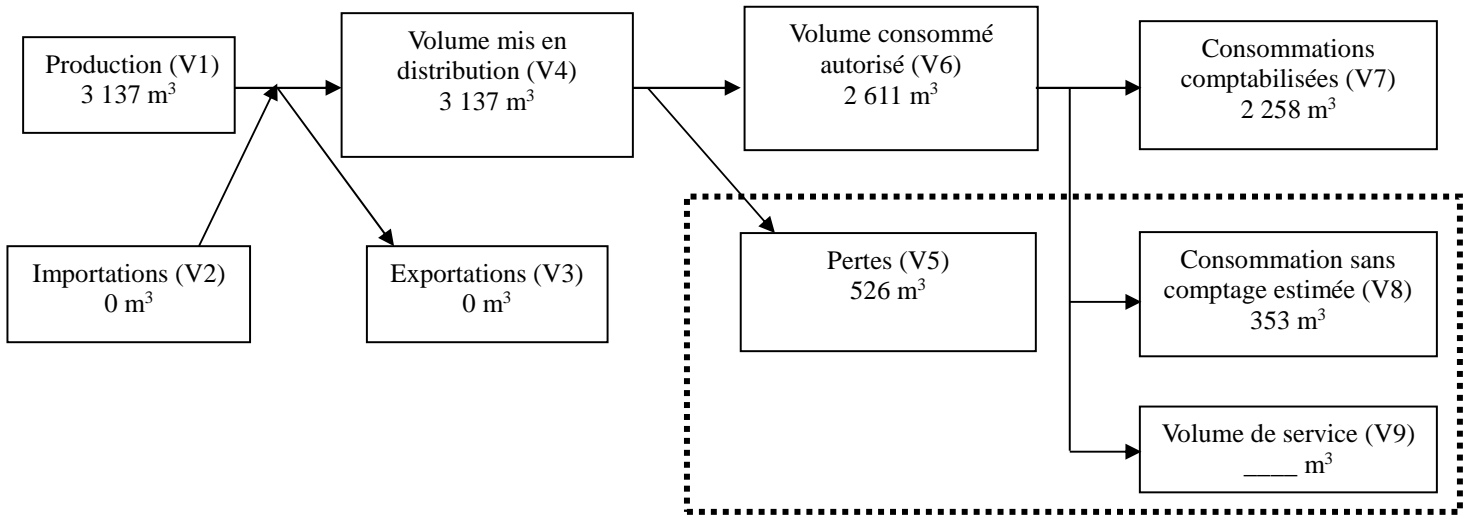 Production (V1)
3 137 m³
Volume mis en
distribution (V4)
3 137 m³
Volume consommé
autorisé (V6)
2 611 m³
Consommations
comptabilisées (V7)
2 258 m³
Importations (V2)
0 m³
Exportations (V3)
0 m³
Pertes (V5)
526 m³
Consommation sans
comptage estimée (V8)
353 m³
Volume de service (V9)
____ m³